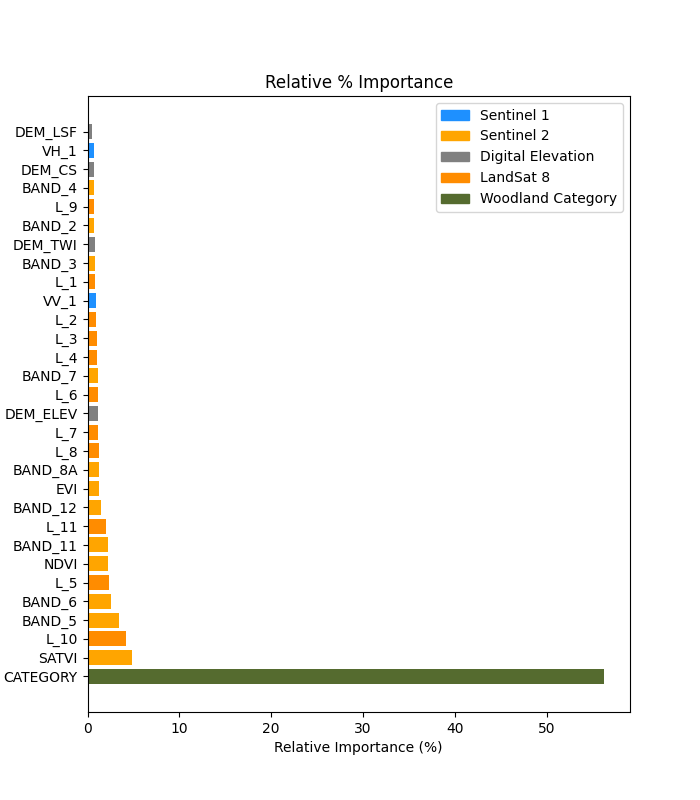 Relative % Importance
Sentinel 1
Sentinel 2
Digital Elevation
LandSat 8
Woodland Category
DEM_LSF
VH_1
DEM_CS
BAND_4
L_9
BAND_2
DEM_TWI
BAND_3
L_1
VV_1
L_2
L_3
L_4
BAND_7
L_6
DEM_ELEV
L_7
L_8
BAND_8A
EVI
BAND_12
L_11
BAND_11
NDVI
L_5
BAND_6
BAND_5
L_10
SATVI
CATEGORY
0 10 20 30 40 50
Relative Importance (%)